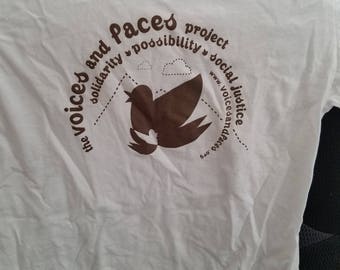 the voices and faces project
solidarity possibility social justice
www.voicesandfaces.org